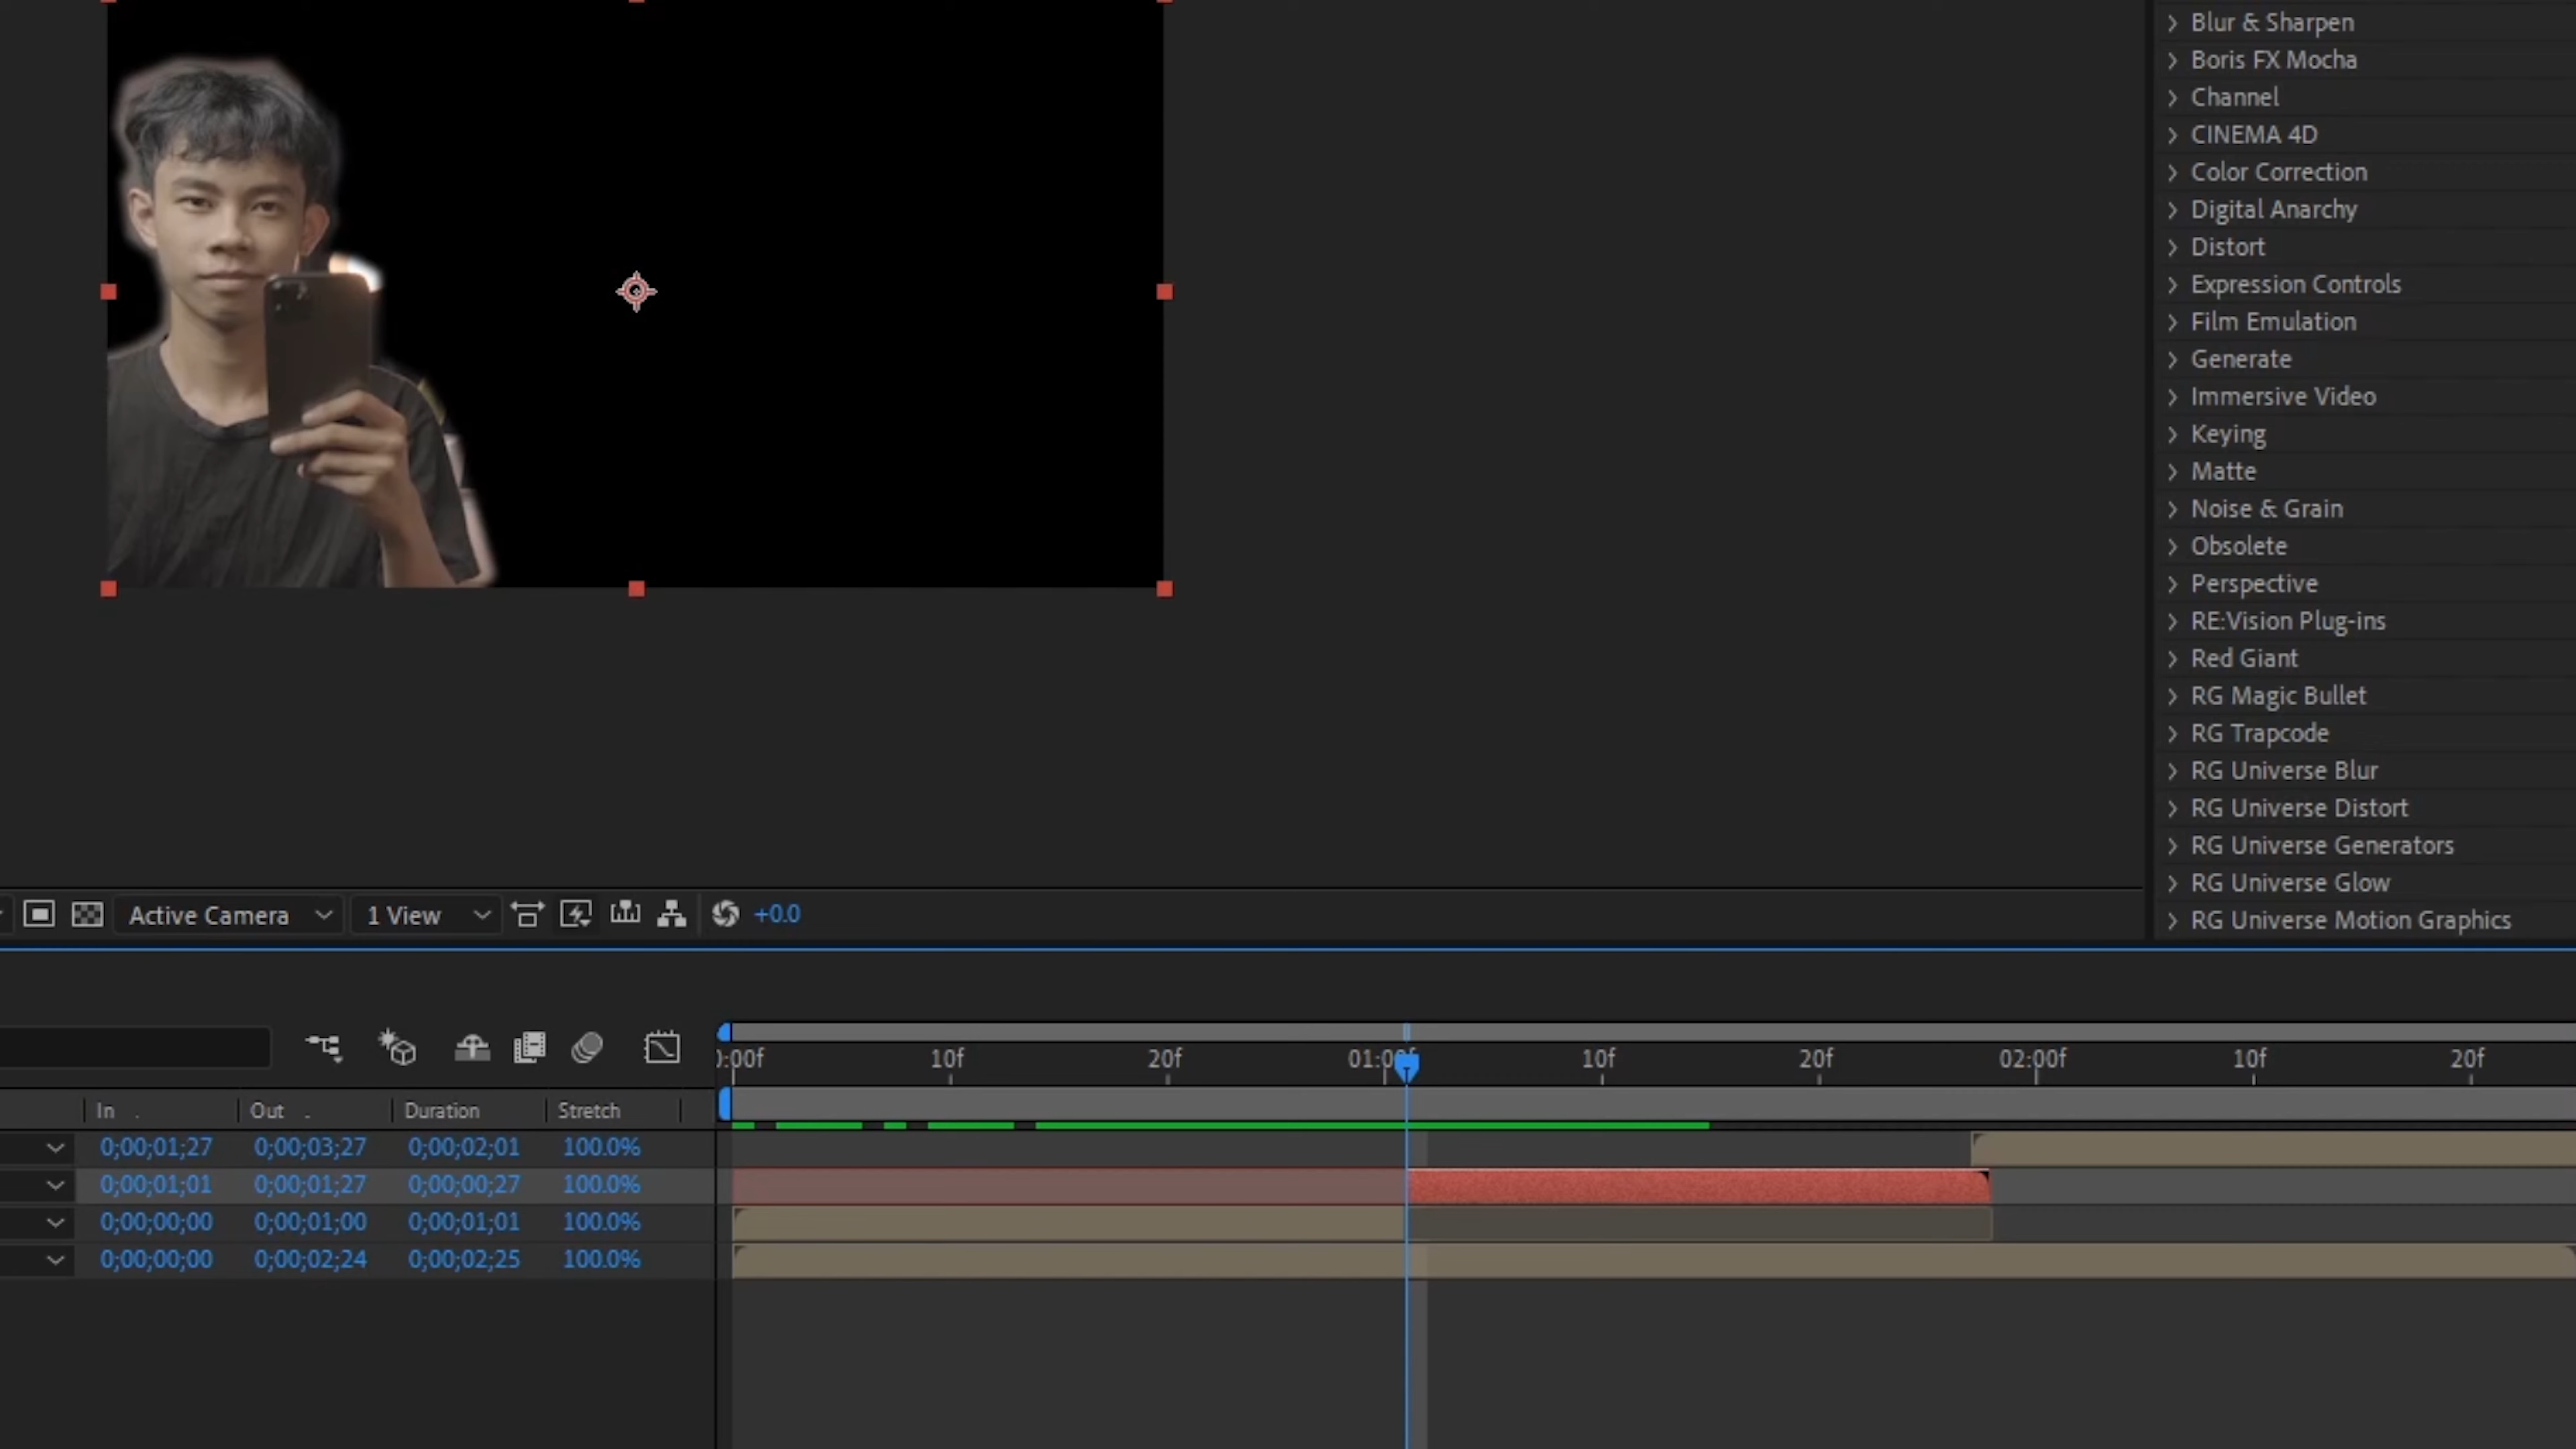 Blur & Sharpen
Boris FX Mocha
Channel
CINEMA 4D
Color Correction
Digital Anarchy
Distort
Expression Controls
Film Emulation
Generate
Immersive Video
Keying
Matte
Noise & Grain
Obsolete
Perspective
RE:Vision Plug-ins
Red Giant
RG Magic Bullet
RG Trapcode
RG Universe Blur
RG Universe Distort
RG Universe Generators
RG Universe Glow
RG Universe Motion Graphics
Active Camera 1 View +0.0
:00f 10f 20f 01:00f 10f 20f 02:00f 10f 20f
In Out Duration Stretch
0;00;01;27 0;00;03;27 0;00;02;01 100.0%
0;00;01;01 0;00;01;27 0;00;00;27 100.0%
0;00;00;00 0;00;01;00 0;00;01;01 100.0%
0;00;00;00 0;00;02;24 0;00;02;25 100.0%